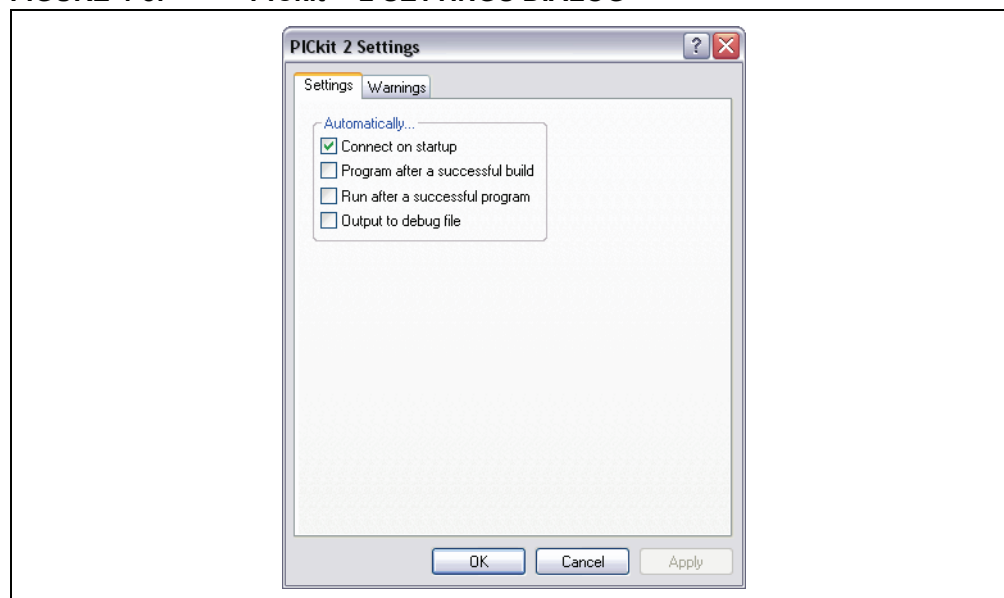 PICkit 2 Settings
Settings
Warnings
Automatically...
Connect on startup
Program after a successful build
Run after a successful program
Output to debug file
OK
Cancel
Apply